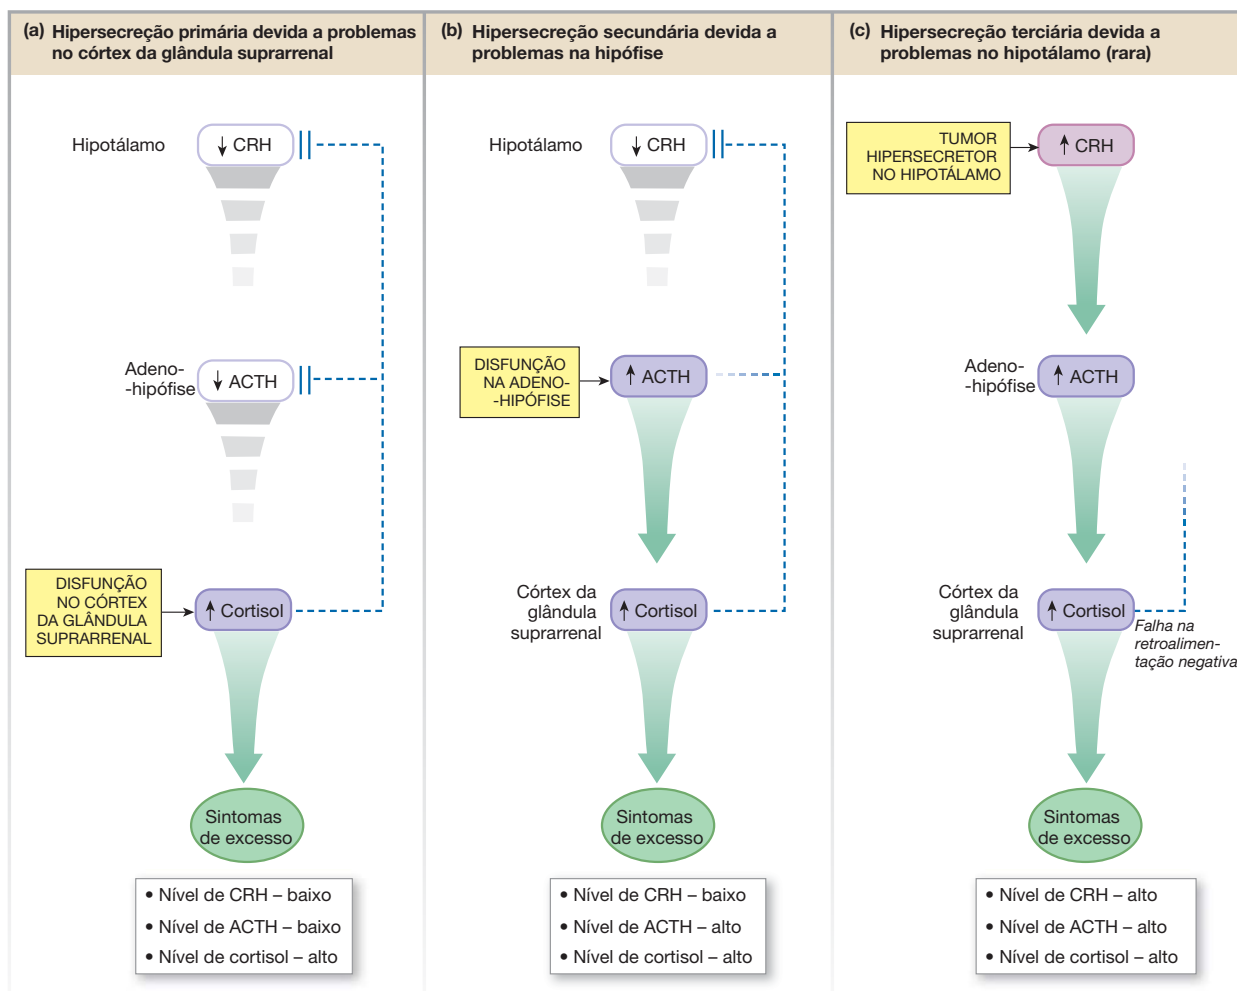 (a) Hipersecreção primária devida a problemas
no córtex da glândula suprarrenal
Hipotálamo
↓ CRH
Adeno-
-hipófise
↓ ACTH
DISFUNÇÃO
NO CÓRTEX
DA GLÂNDULA
SUPRARRENAL
↑ Cortisol
Sintomas
de excesso
• Nível de CRH – baixo
• Nível de ACTH – baixo
• Nível de cortisol – alto
(b) Hipersecreção secundária devida a
problemas na hipófise
Hipotálamo
↓ CRH
DISFUNÇÃO
NA ADENO-
-HIPÓFISE
↑ ACTH
Córtex da
glândula
suprarrenal
↑ Cortisol
Sintomas
de excesso
• Nível de CRH – baixo
• Nível de ACTH – alto
• Nível de cortisol – alto
(c) Hipersecreção terciária devida a
problemas no hipotálamo (rara)
TUMOR
HIPERSECRETOR
NO HIPOTÁLAMO
↑ CRH
Adeno-
-hipófise
↑ ACTH
Córtex da
glândula
suprarrenal
↑ Cortisol
Falha na
retroalimen-
tação negativa
Sintomas
de excesso
• Nível de CRH – alto
• Nível de ACTH – alto
• Nível de cortisol – alto